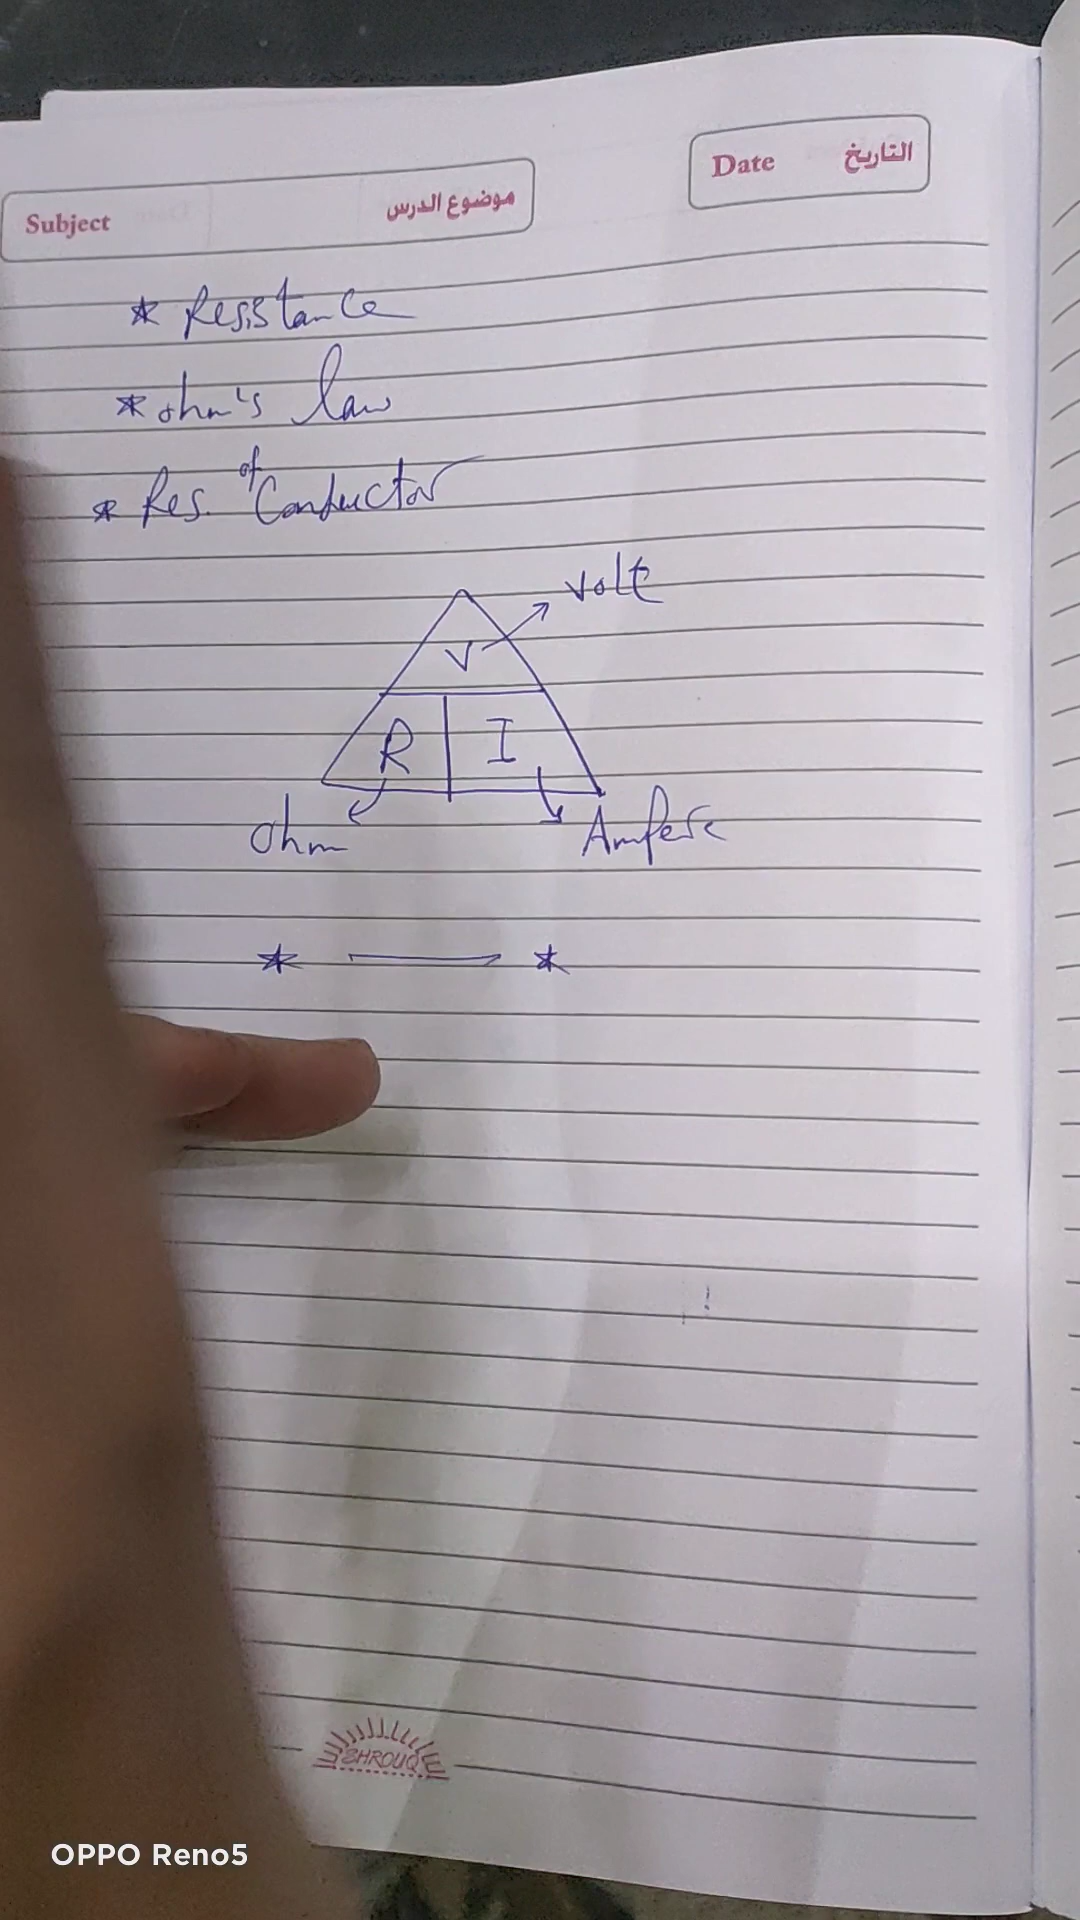 Date التاريخ
Subject موضوع الدرس
* Resistance
* ohm's law
* Res. of Conductor
volt
V
R I
ohm Ampere
* — *
SHROUQ
OPPO Reno5